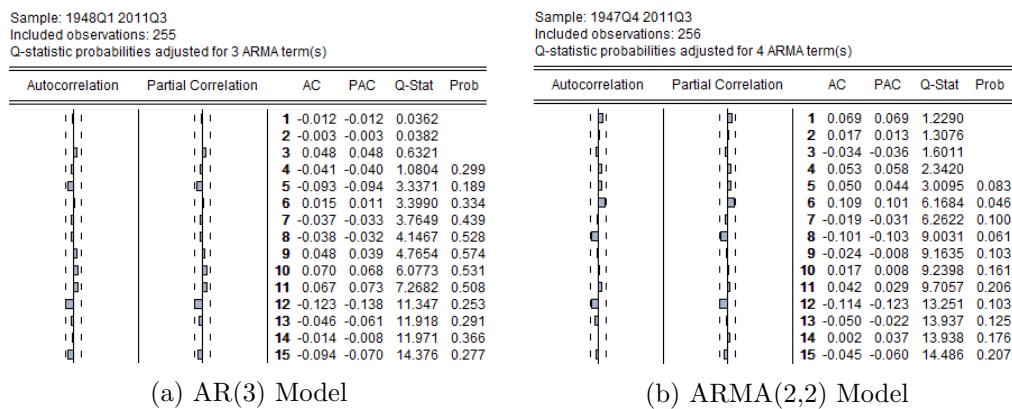 Sample: 1948Q1 2011Q3
Included observations: 255
Q-statistic probabilities adjusted for 3 ARMA term(s)
Autocorrelation Partial Correlation AC PAC Q-Stat Prob
1 -0.012 -0.012 0.0362
2 -0.003 -0.003 0.0382
3 0.048 0.048 0.6321
4 -0.041 -0.040 1.0804 0.299
5 -0.093 -0.094 3.3371 0.189
6 0.015 0.011 3.3990 0.334
7 -0.037 -0.033 3.7649 0.439
8 -0.038 -0.032 4.1467 0.528
9 0.048 0.039 4.7654 0.574
10 0.070 0.068 6.0773 0.531
11 0.067 0.073 7.2682 0.508
12 -0.123 -0.138 11.347 0.253
13 -0.046 -0.061 11.918 0.291
14 -0.014 -0.008 11.971 0.366
15 -0.094 -0.070 14.376 0.277
(a) AR(3) Model
Sample: 1947Q4 2011Q3
Included observations: 256
Q-statistic probabilities adjusted for 4 ARMA term(s)
Autocorrelation Partial Correlation AC PAC Q-Stat Prob
1 0.069 0.069 1.2290
2 0.017 0.013 1.3076
3 -0.034 -0.036 1.6011
4 0.053 0.058 2.3420
5 0.050 0.044 3.0095 0.083
6 0.109 0.101 6.1684 0.046
7 -0.019 -0.031 6.2622 0.100
8 -0.101 -0.103 9.0031 0.061
9 -0.024 -0.008 9.1635 0.103
10 0.017 0.008 9.2398 0.161
11 0.042 0.029 9.7057 0.206
12 -0.114 -0.123 13.251 0.103
13 -0.050 -0.022 13.937 0.125
14 0.002 0.037 13.938 0.176
15 -0.045 -0.060 14.486 0.207
(b) ARMA(2,2) Model